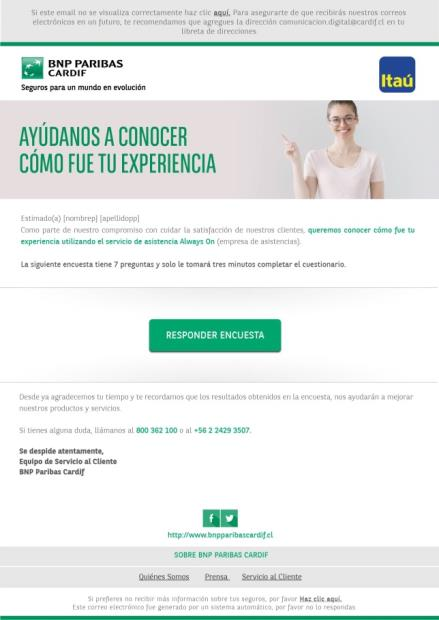 Si este email no se visualiza correctamente haz clic aquí. Para asegurarte de que recibirás nuestros correos
electrónicos en un futuro, te recomendamos que agregues la dirección comunicacion.digital@cardif.cl en tu
libreta de direcciones
BNP PARIBAS
CARDIF
Seguros para un mundo en evolución
Itaú
AYÚDANOS A CONOCER
CÓMO FUE TU EXPERIENCIA
Estimado(a) [nombrep] [apellidopp]
Como parte de nuestro compromiso con cuidar la satisfacción de nuestros clientes, queremos conocer cómo fue tu
experiencia utilizando el servicio de asistencia Always On (empresa de asistencias).
La siguiente encuesta tiene 7 preguntas y solo le tomará tres minutos completar el cuestionario.
RESPONDER ENCUESTA
Desde ya agradecemos tu tiempo y te recordamos que los resultados obtenidos en la encuesta, nos ayudarán a mejorar
nuestros productos y servicios.
Si tienes alguna duda, llámanos al 800 362 100 o al +56 2 2429 3507.
Se despide atentamente,
Equipo de Servicio al Cliente
BNP Paribas Cardif
http://www.bnpparibascardif.cl
SOBRE BNP PARIBAS CARDIF
Quiénes Somos Prensa Servicio al Cliente
Si prefieres no recibir más información sobre tus seguros, por favor Haz clic aquí.
Este correo electrónico fue generado por un sistema automático, por favor no lo respondas